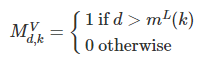 M^V_{d,k} = { 1 if d > m^L(k)
0 otherwise